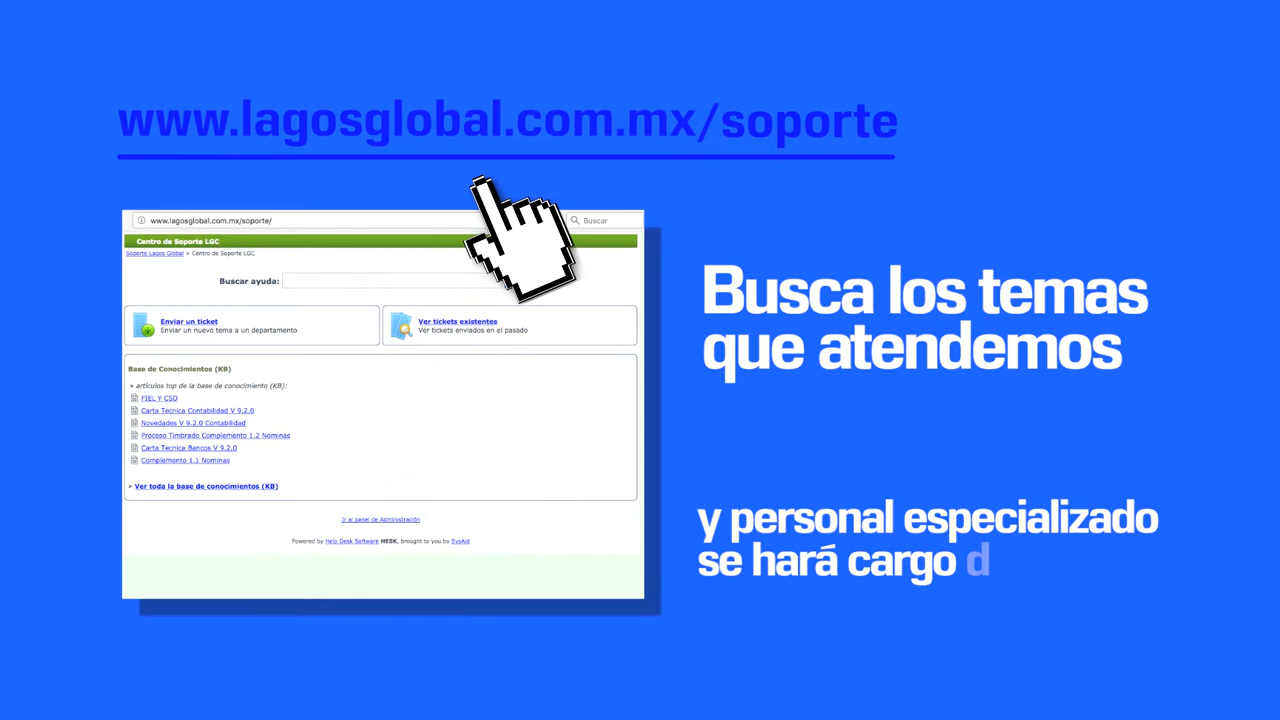 www.lagosglobal.com.mx/soporte
www.lagosglobal.com.mx/soporte/
Buscar
Centro de Soporte LGC
Soporte Lagos Global > Centro de Soporte LGC
Buscar ayuda:
Enviar un ticket
Enviar un nuevo tema a un departamento
Ver tickets existentes
Ver tickets enviados en el pasado
Base de Conocimientos (KB)
» artículos top de la base de conocimiento (KB):
FIEL Y CSD
Carta Tecnica Contabilidad V 9.2.0
Novedades V 9.2.0 Contabilidad
Proceso Timbrado Complemento 1.2 Nominas
Carta Tecnica Bancos V 9.2.0
Complemento 1.1 Nominas
» Ver toda la base de conocimientos (KB)
Ir al panel de Administración
Powered by Help Desk Software HESK, brought to you by SysAid
Busca los temas
que atendemos
y personal especializado
se hará cargo d